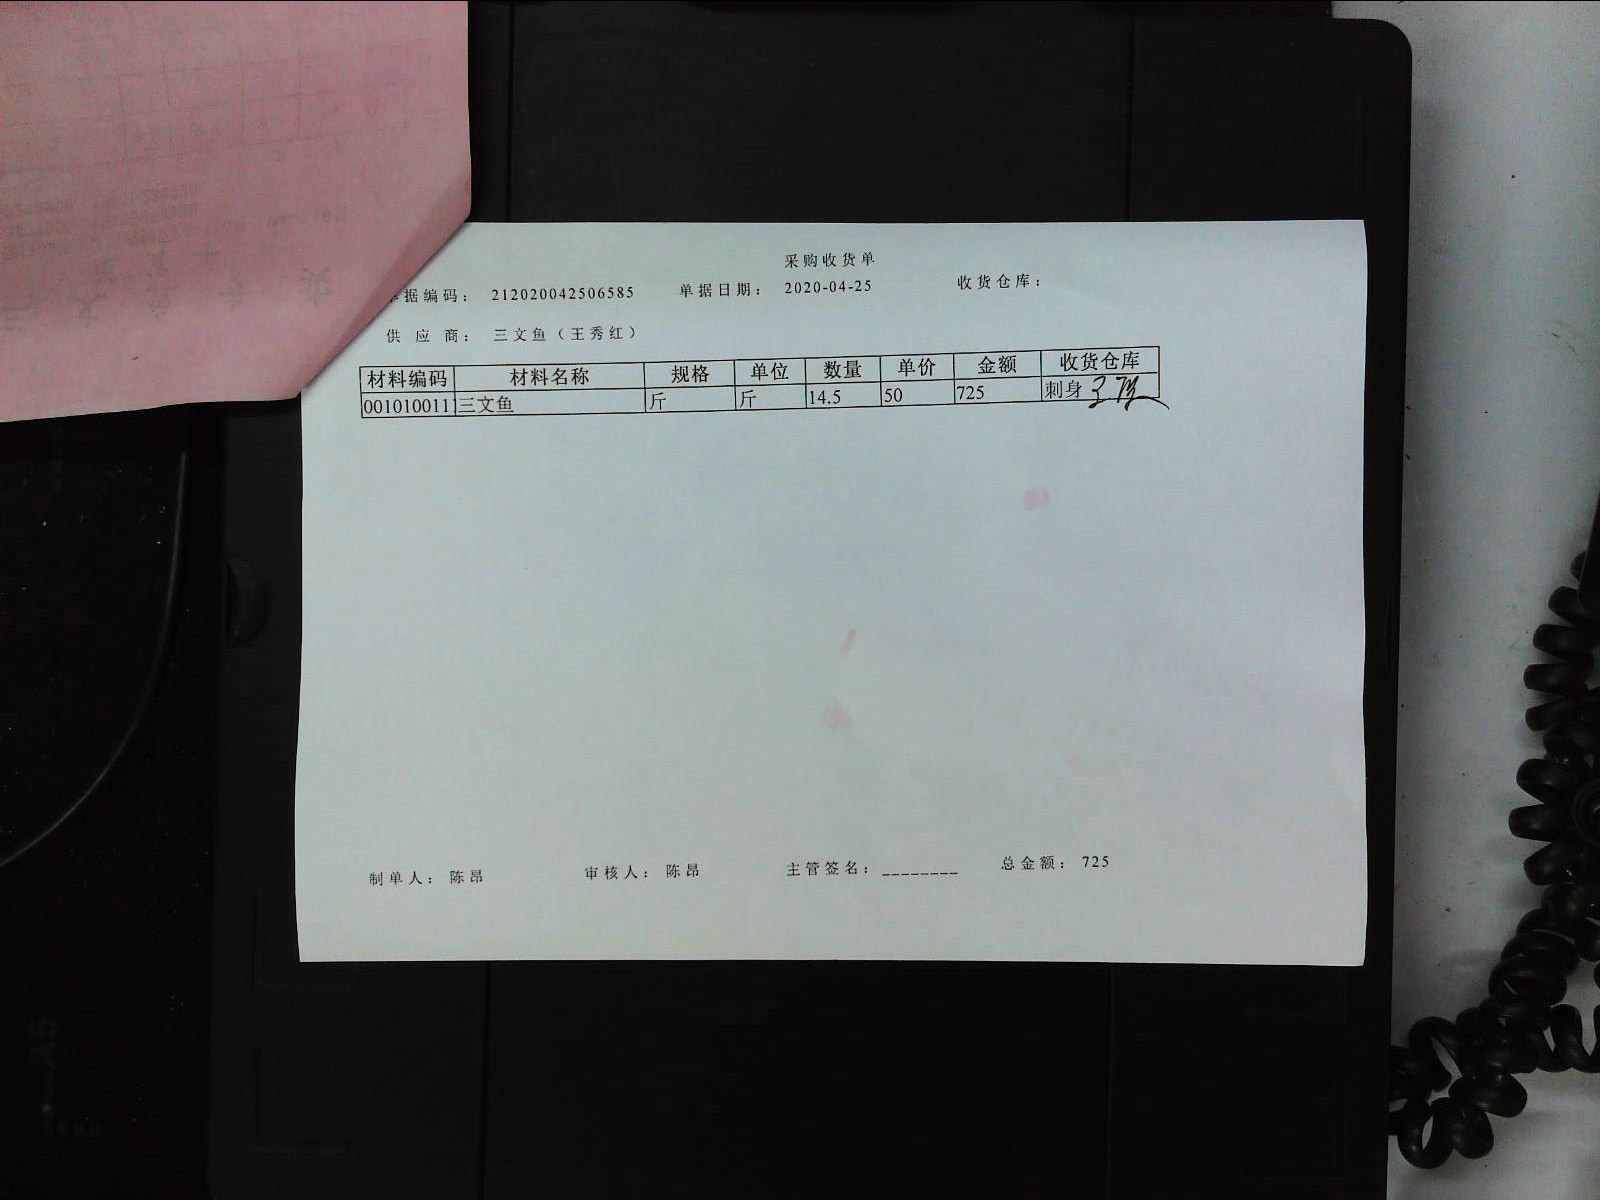 采购收货单
单据编码： 212020042506585 单据日期： 2020-04-25 收货仓库：
供 应 商： 三文鱼（王秀红）
材料编码 材料名称 规格 单位 数量 单价 金额 收货仓库
001010011 三文鱼 斤 斤 14.5 50 725 刺身
制单人： 陈昂 审核人： 陈昂 主管签名： ________ 总金额： 725